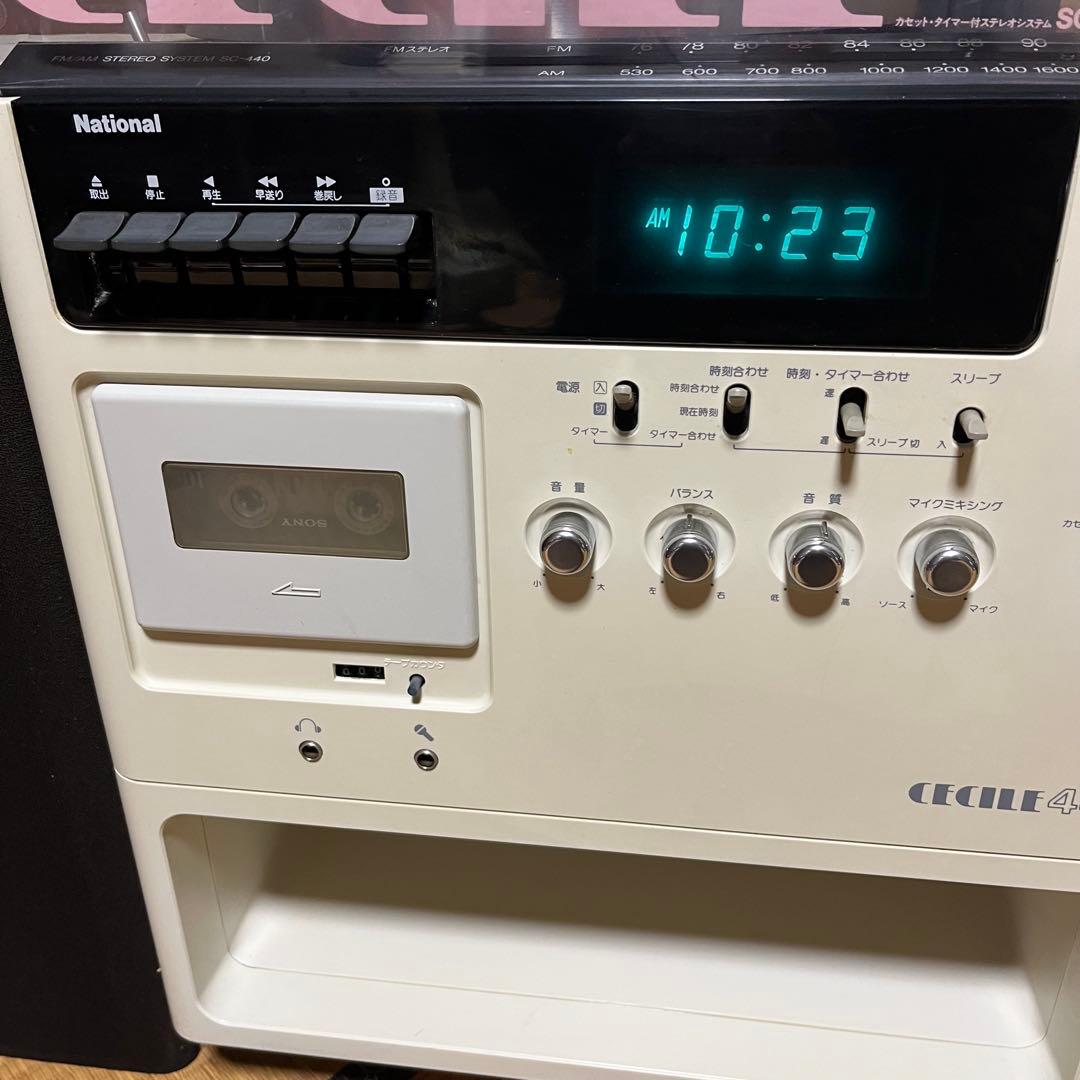 カセット・タイマー付ステレオシステム
FM/AM STEREO SYSTEM SC-440
FMステレオ
FM 76 78 80 82 84 86 88 90
AM 530 600 700 800 1000 1200 1400 1600
National
取出 停止 再生 早送り 巻戻し 録音
AM 10:23
電源 入
切
タイマー タイマー合わせ
時刻合わせ
時刻合わせ
現在時刻
時刻・タイマー合わせ
速
遅
スリープ
スリープ切 入
音量
小 大
バランス
左 右
音質
低 高
マイクミキシング
ソース マイク
SONY
テープカウンタ
CECILE 4